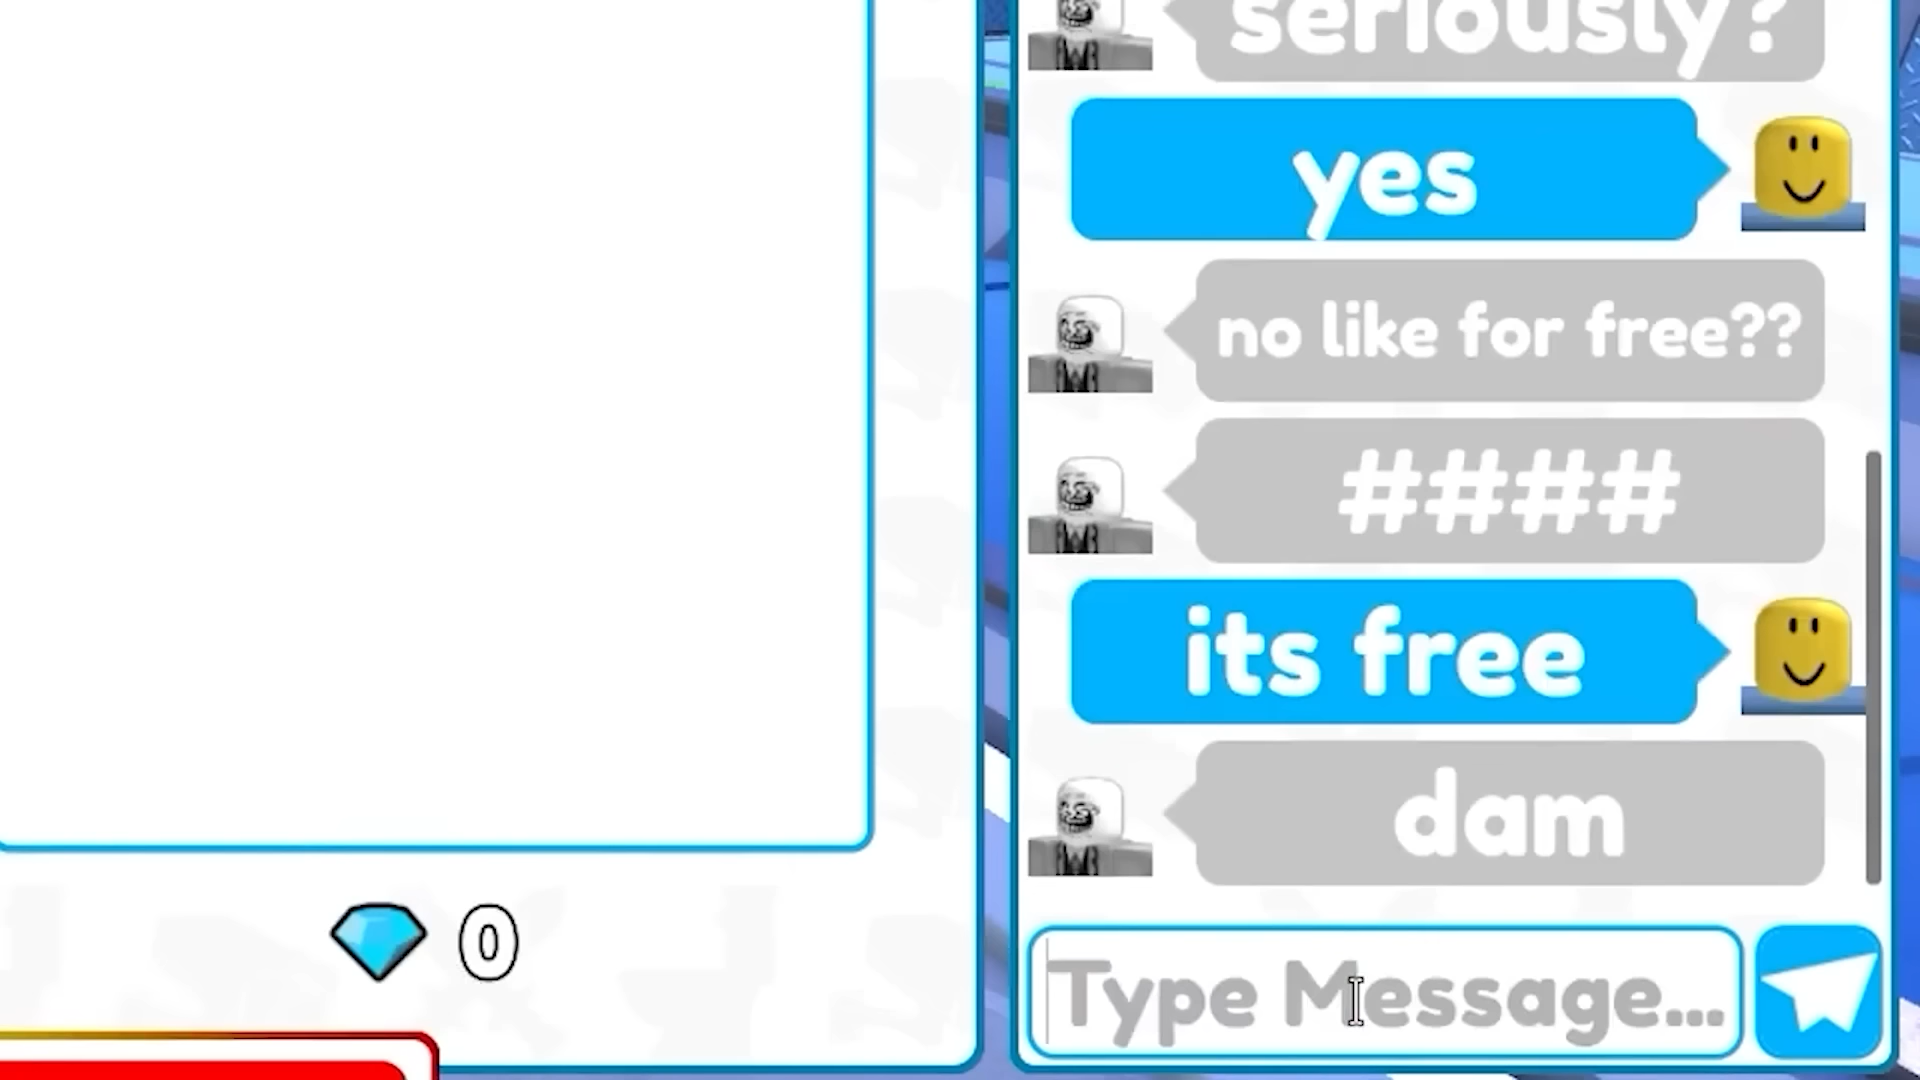 seriously?
yes
no like for free??
####
its free
dam
0
Type Message...